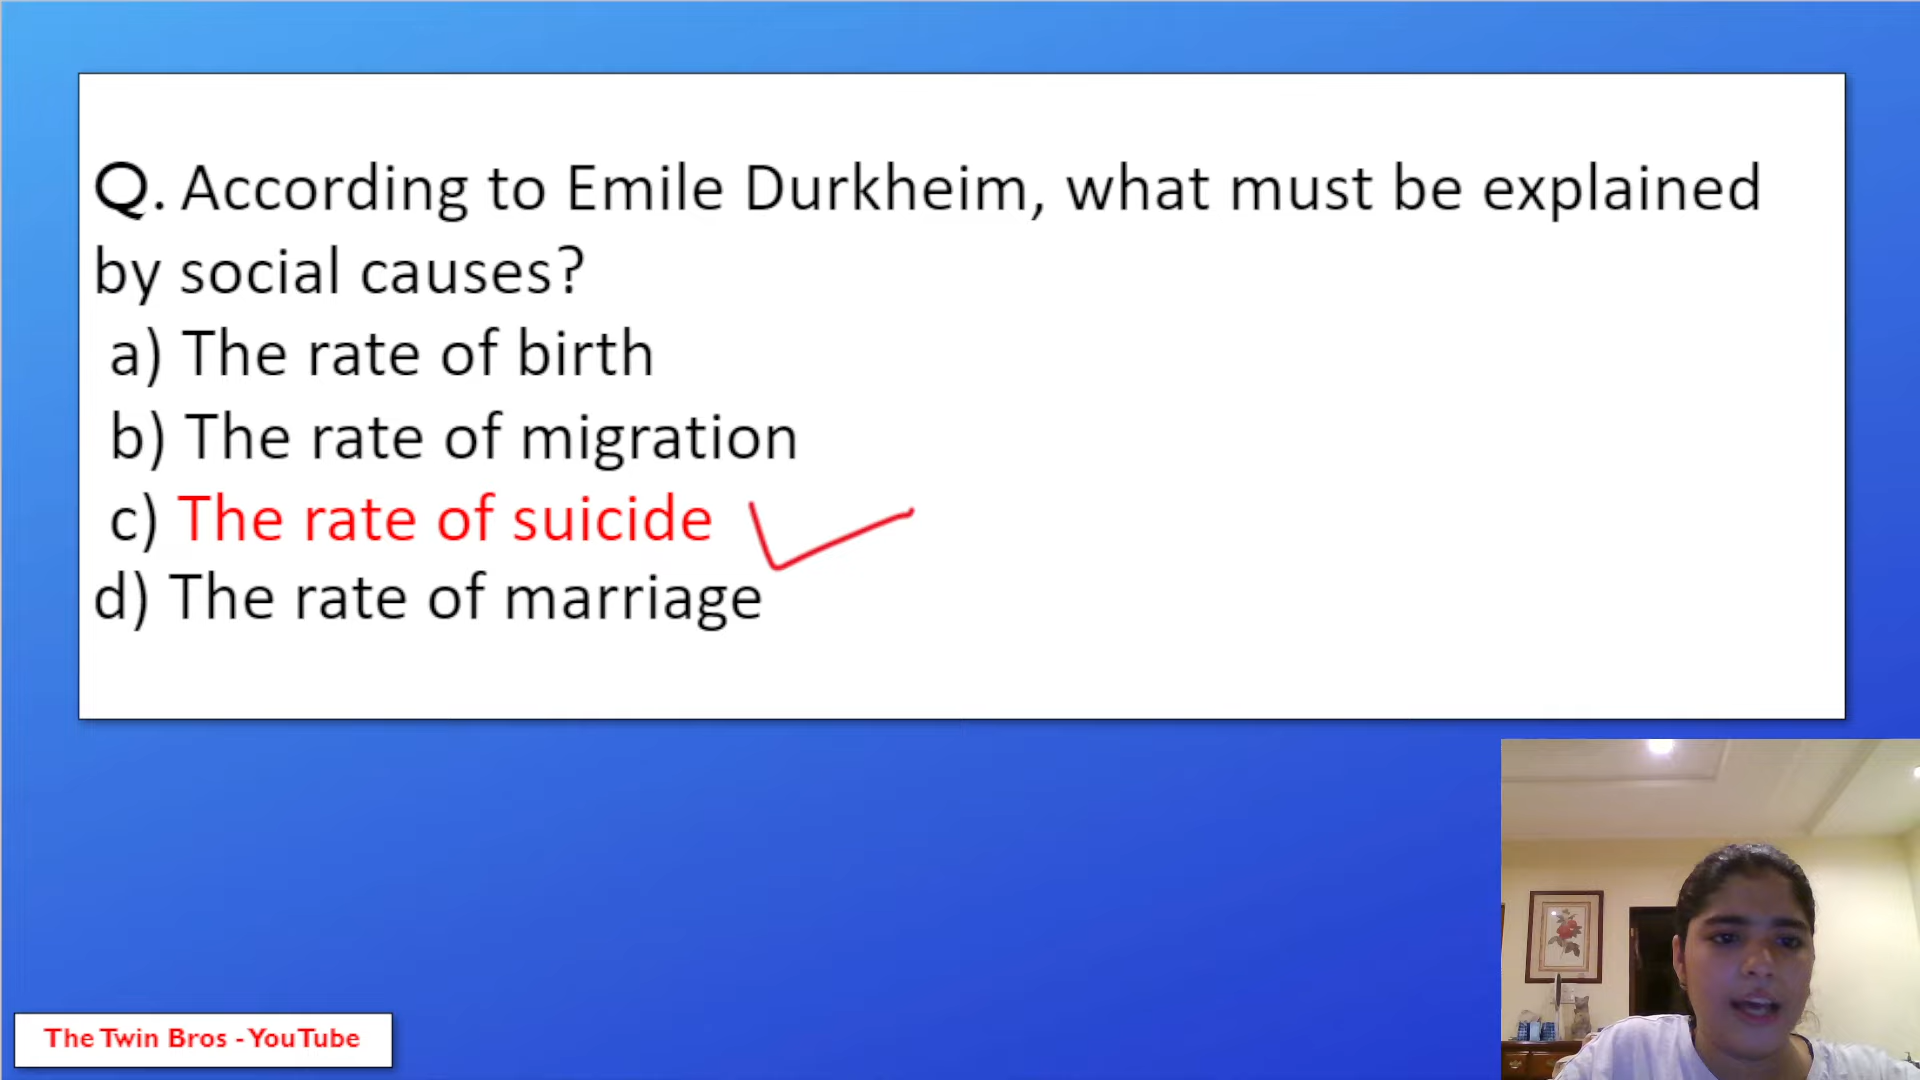 Q. According to Emile Durkheim, what must be explained
by social causes?
a) The rate of birth
b) The rate of migration
c) The rate of suicide
d) The rate of marriage
The Twin Bros - YouTube